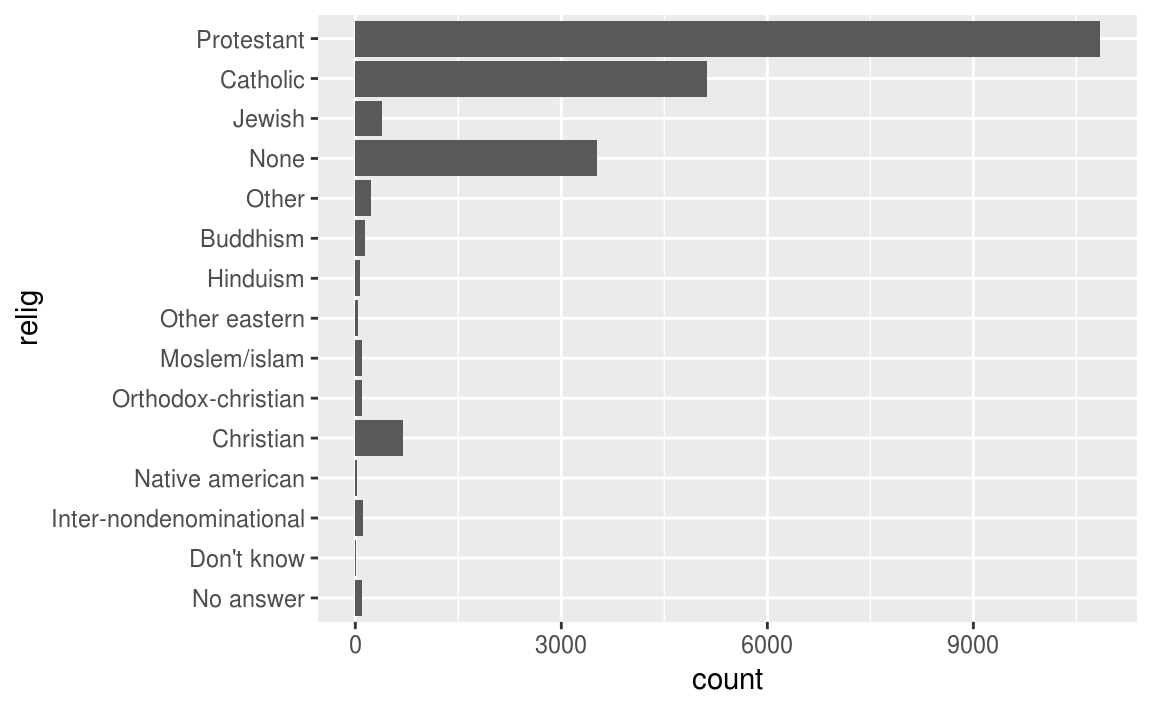 Protestant
Catholic
Jewish
None
Other
Buddhism
Hinduism
Other eastern
Moslem/islam
Orthodox-christian
Christian
Native american
Inter-nondenominational
Don't know
No answer
relig
0 3000 6000 9000
count